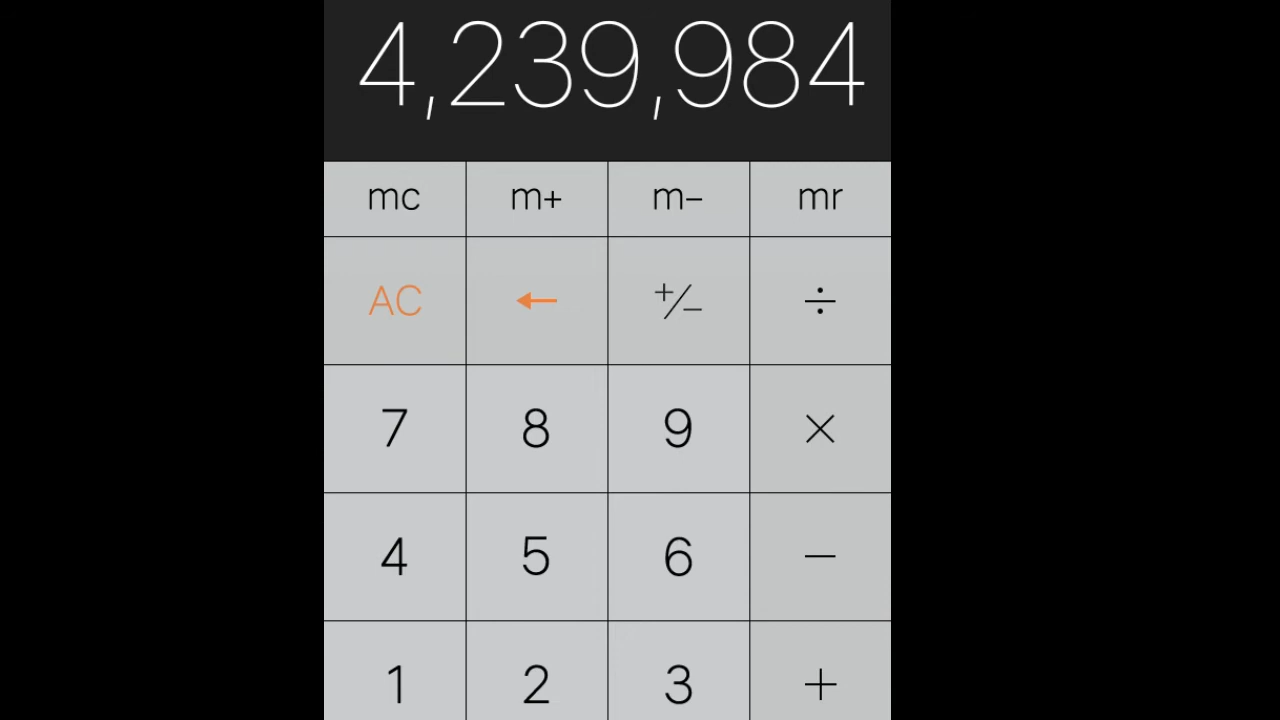 4,239,984
mc m+ m− mr
AC ← +/− ÷
7 8 9 ×
4 5 6 −
1 2 3 +